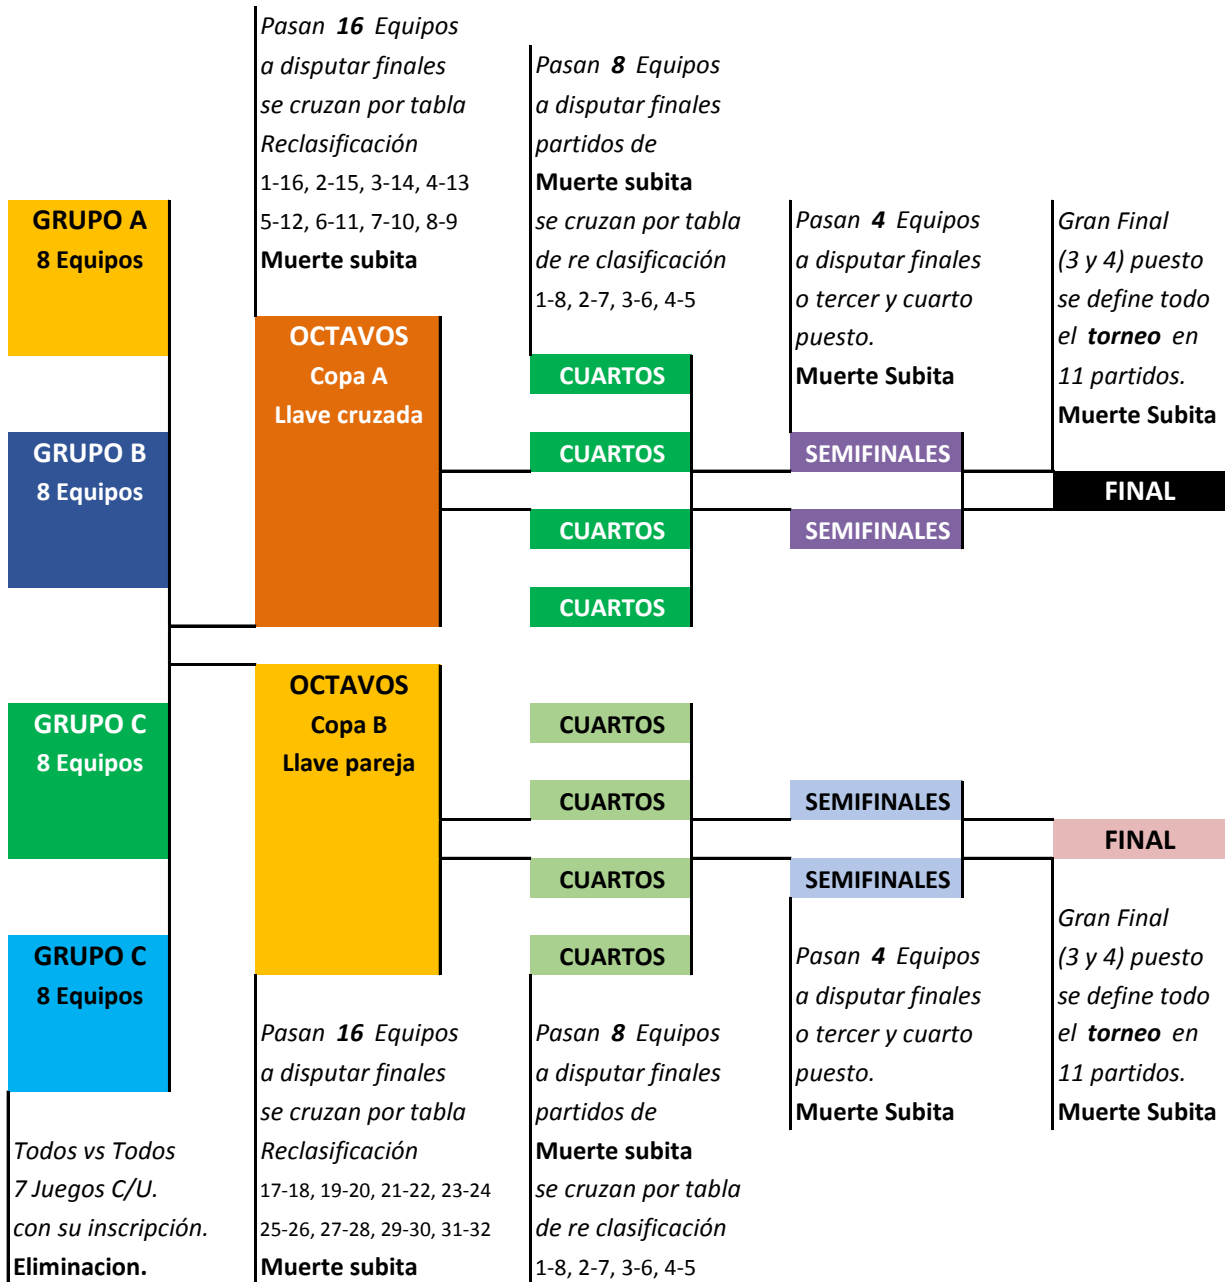 GRUPO A
8 Equipos
GRUPO B
8 Equipos
GRUPO C
8 Equipos
GRUPO C
8 Equipos
Todos vs Todos
7 Juegos C/U.
con su inscripción.
Eliminacion.
Pasan 16 Equipos
a disputar finales
se cruzan por tabla
Reclasificación
1-16, 2-15, 3-14, 4-13
5-12, 6-11, 7-10, 8-9
Muerte subita
OCTAVOS
Copa A
Llave cruzada
OCTAVOS
Copa B
Llave pareja
Pasan 16 Equipos
a disputar finales
se cruzan por tabla
Reclasificación
17-18, 19-20, 21-22, 23-24
25-26, 27-28, 29-30, 31-32
Muerte subita
Pasan 8 Equipos
a disputar finales
partidos de
Muerte subita
se cruzan por tabla
de re clasificación
1-8, 2-7, 3-6, 4-5
CUARTOS
CUARTOS
CUARTOS
CUARTOS
CUARTOS
CUARTOS
CUARTOS
CUARTOS
Pasan 8 Equipos
a disputar finales
partidos de
Muerte subita
se cruzan por tabla
de re clasificación
1-8, 2-7, 3-6, 4-5
Pasan 4 Equipos
a disputar finales
o tercer y cuarto
puesto.
Muerte Subita
SEMIFINALES
SEMIFINALES
SEMIFINALES
SEMIFINALES
Pasan 4 Equipos
a disputar finales
o tercer y cuarto
puesto.
Muerte Subita
Gran Final
(3 y 4) puesto
se define todo
el torneo en
11 partidos.
Muerte Subita
FINAL
FINAL
Gran Final
(3 y 4) puesto
se define todo
el torneo en
11 partidos.
Muerte Subita